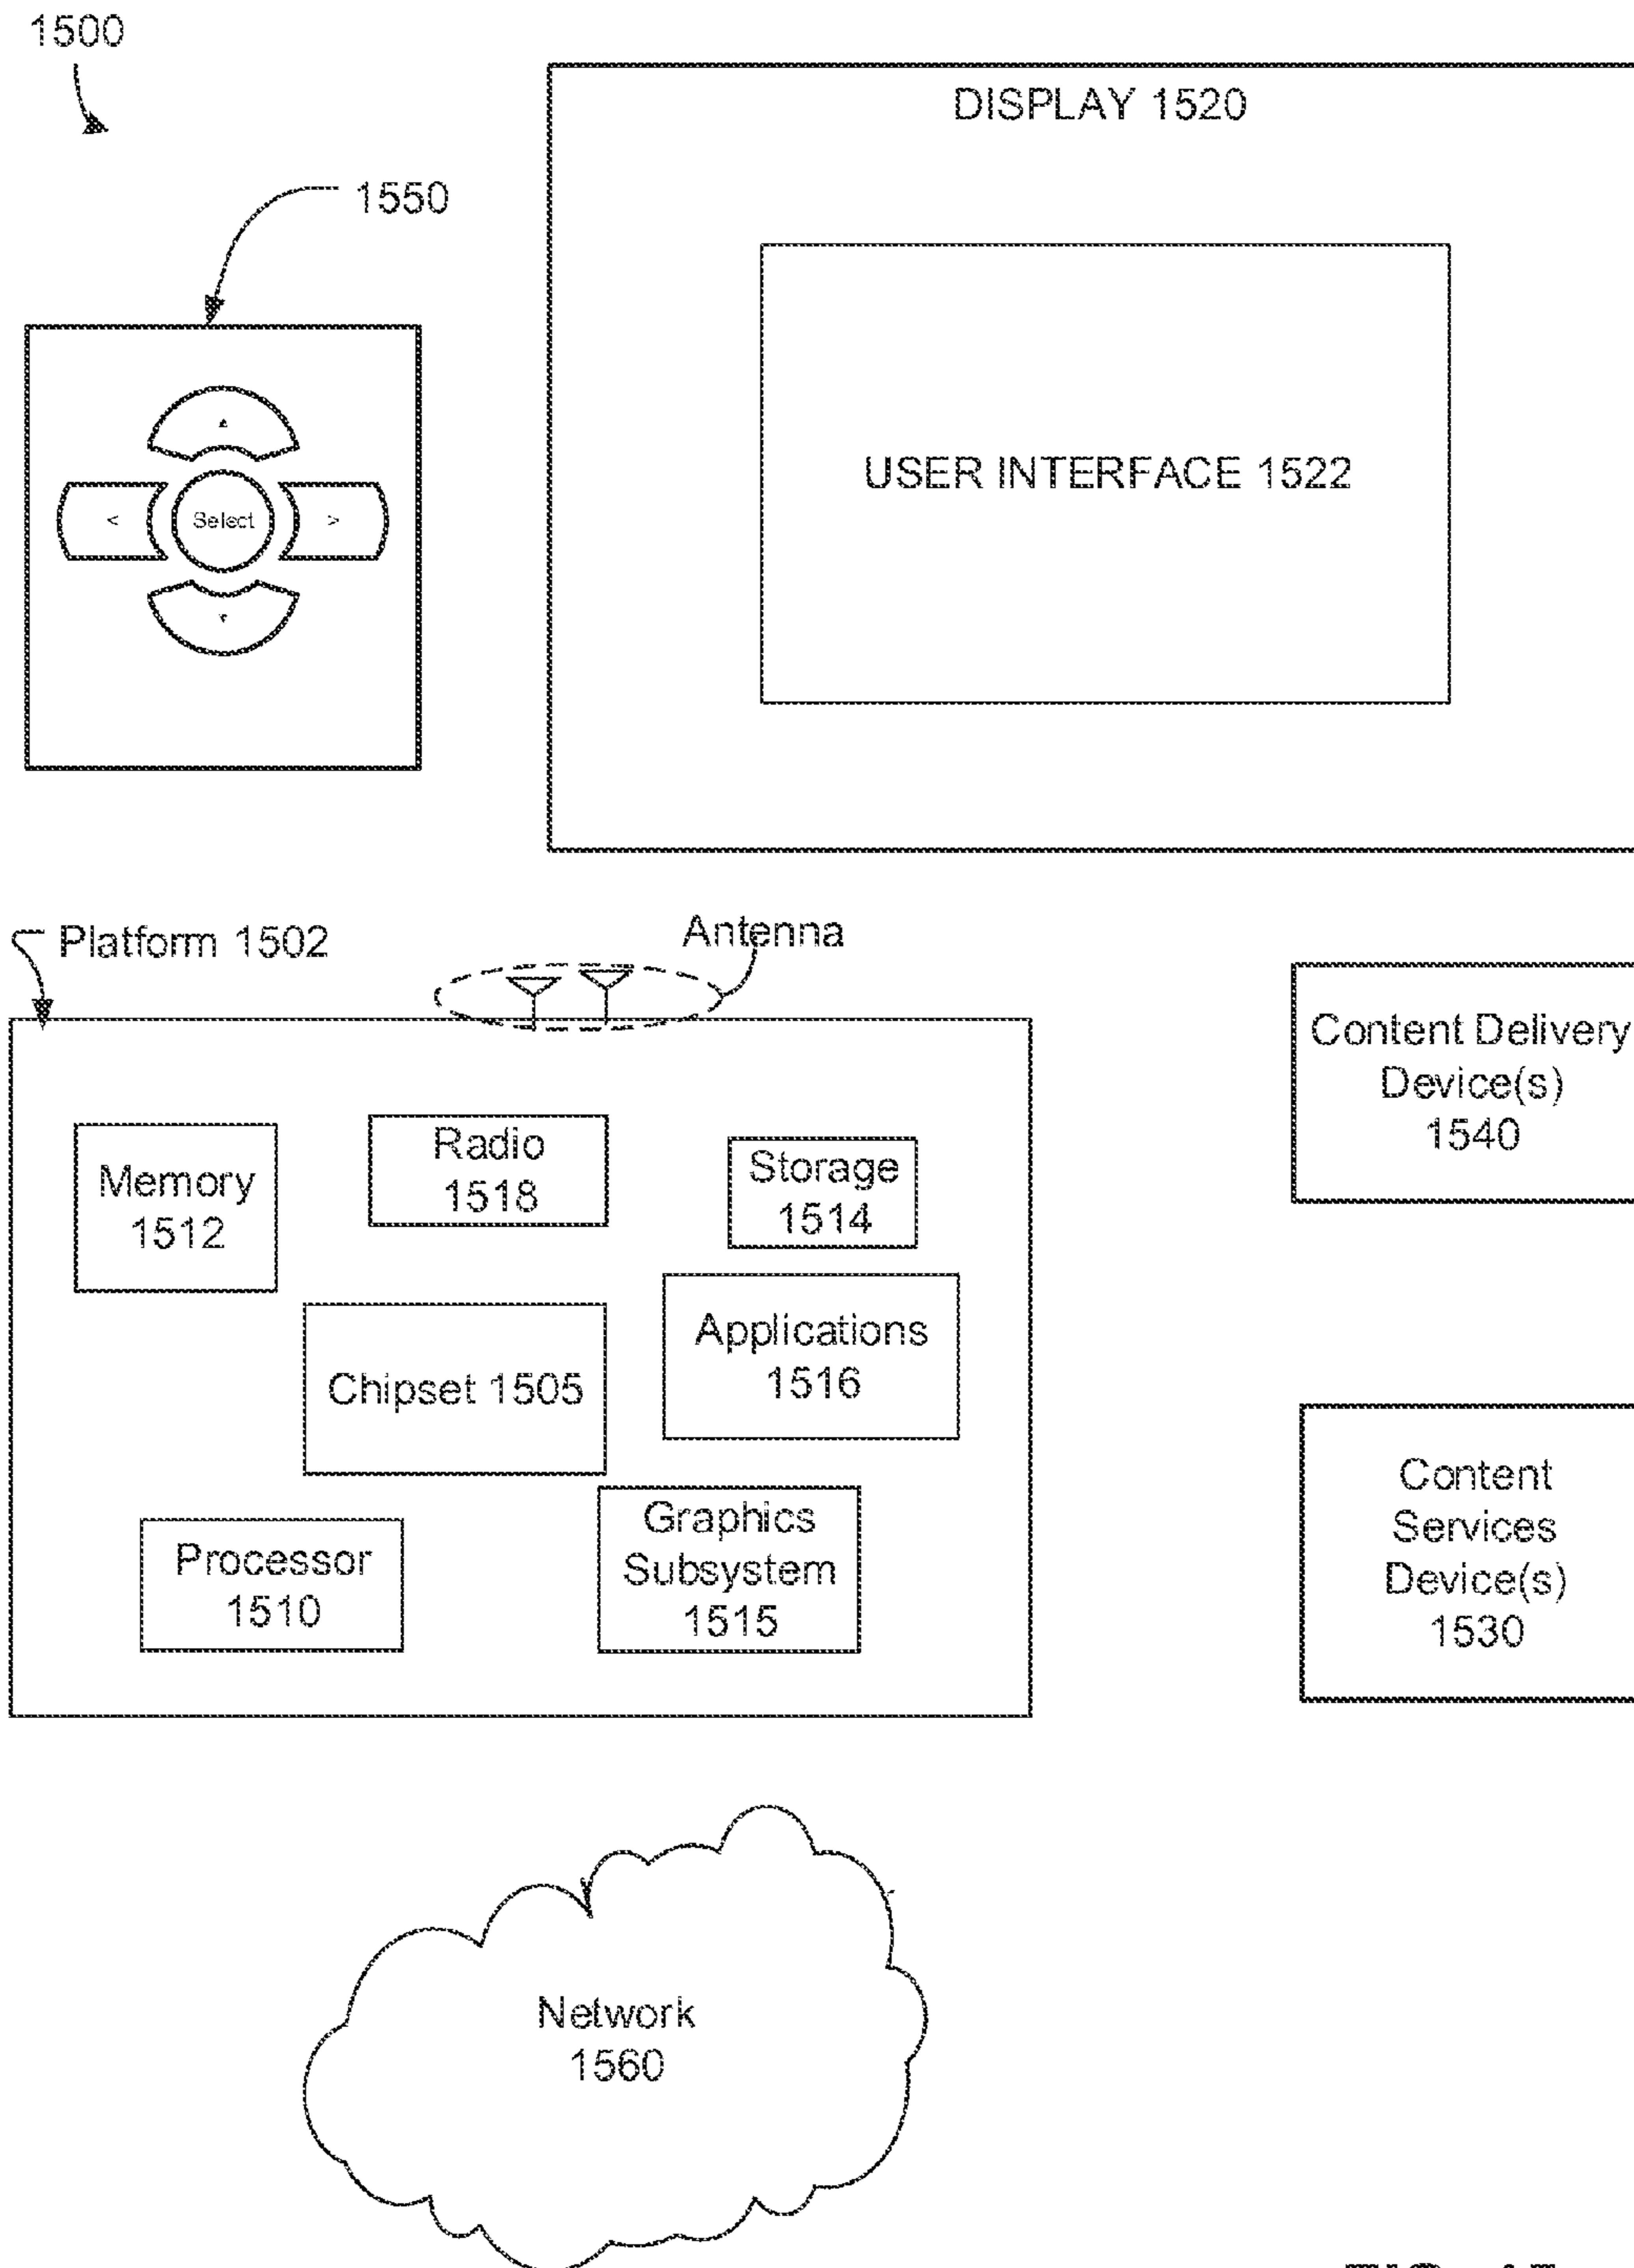 1500
DISPLAY 1520
1550
USER INTERFACE 1522
<
Select
>
Platform 1502
Antenna
Content Delivery
Device(s)
1540
Memory
1512
Radio
1518
Storage
1514
Chipset 1505
Applications
1516
Processor
1510
Graphics
Subsystem
1515
Content
Services
Device(s)
1530
Network
1560